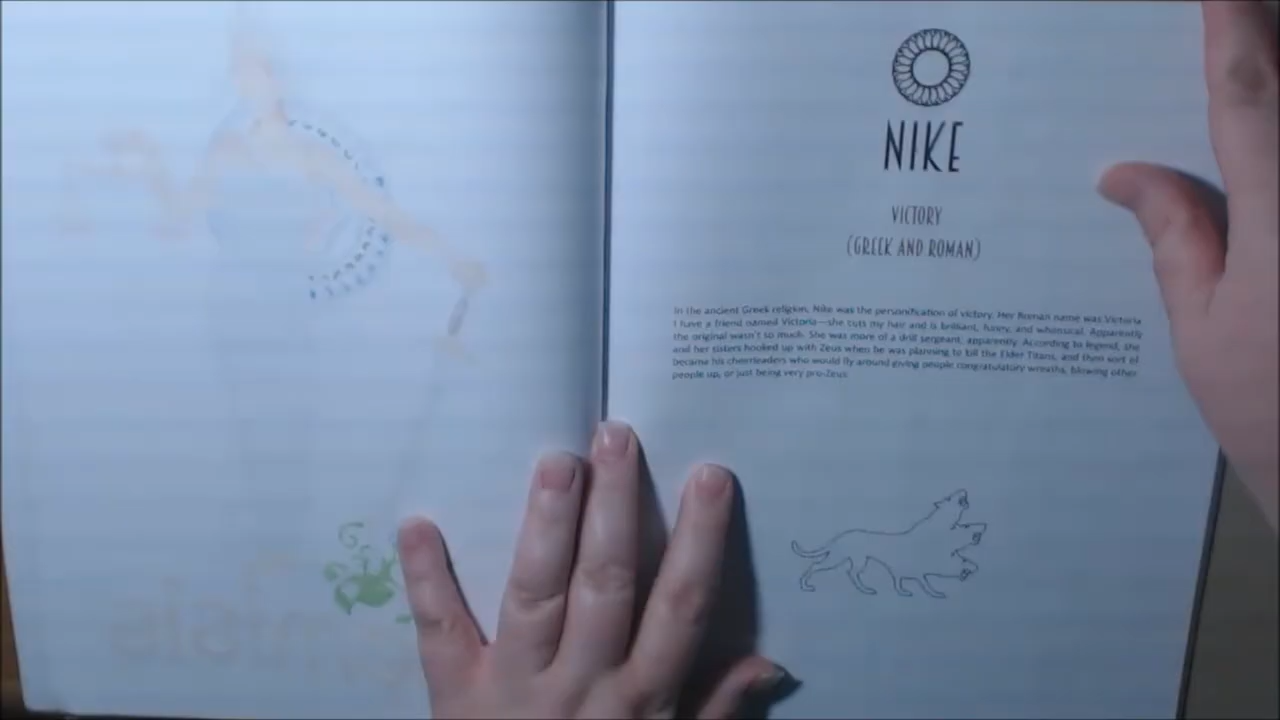 NIKE
VICTORY
(GREEK AND ROMAN)
In the ancient Greek religion, Nike was the personification of victory. Her Roman name was Victoria
I have a friend named Victoria—she cuts my hair and is brilliant, funny, and whimsical. Apparently
the original wasn't so much. She was more of a drill sergeant, apparently. According to legend, she
and her sisters hooked up with Zeus when he was planning to kill the Elder Titans, and then sort of
became his cheerleaders who would fly around giving people congratulatory wreaths, blowing other
people up, or just being very pro-Zeus.